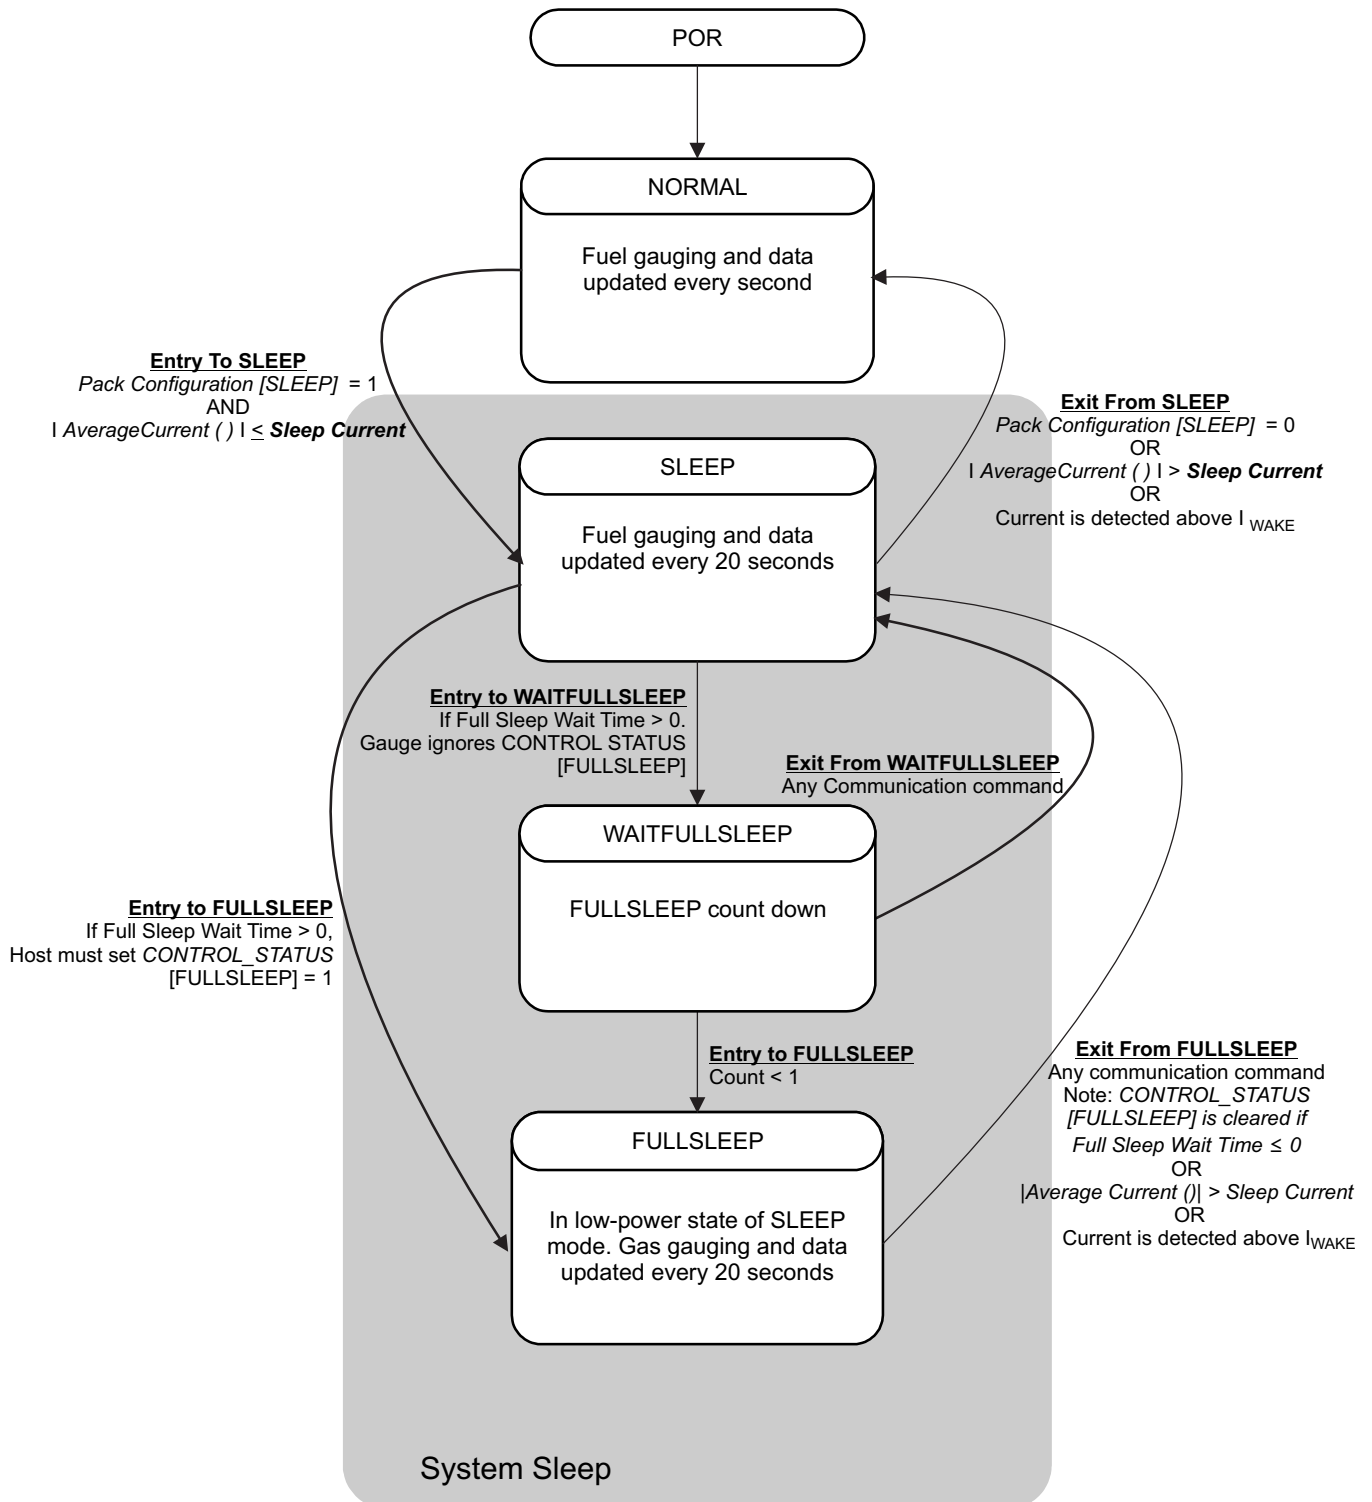 POR
NORMAL
Fuel gauging and data
updated every second
Entry To SLEEP
Pack Configuration [SLEEP] = 1
AND
I AverageCurrent ( ) I ≤ Sleep Current
Exit From SLEEP
Pack Configuration [SLEEP] = 0
OR
I AverageCurrent ( ) I > Sleep Current
OR
Current is detected above I WAKE
SLEEP
Fuel gauging and data
updated every 20 seconds
Entry to WAITFULLSLEEP
If Full Sleep Wait Time > 0.
Gauge ignores CONTROL STATUS
[FULLSLEEP]
Exit From WAITFULLSLEEP
Any Communication command
WAITFULLSLEEP
FULLSLEEP count down
Entry to FULLSLEEP
If Full Sleep Wait Time > 0,
Host must set CONTROL_STATUS
[FULLSLEEP] = 1
Entry to FULLSLEEP
Count < 1
Exit From FULLSLEEP
Any communication command
Note: CONTROL_STATUS
[FULLSLEEP] is cleared if
Full Sleep Wait Time ≤ 0
OR
|Average Current ()| > Sleep Current
OR
Current is detected above IWAKE
FULLSLEEP
In low-power state of SLEEP
mode. Gas gauging and data
updated every 20 seconds
System Sleep